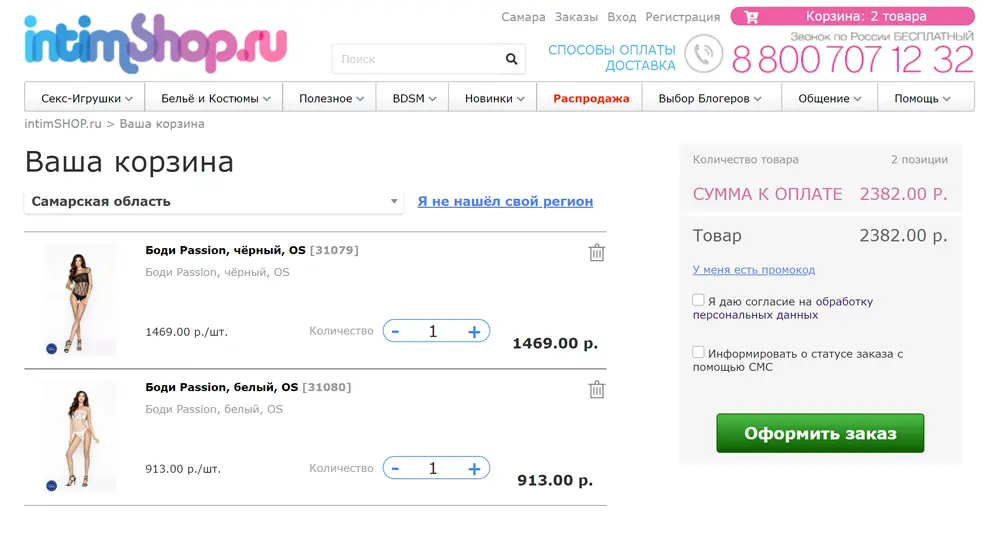 intimShop.ru
Самара Заказы Вход Регистрация
Корзина: 2 товара
Поиск
СПОСОБЫ ОПЛАТЫ
ДОСТАВКА
Звонок по России БЕСПЛАТНЫЙ
8 800 707 12 32
Секс-Игрушки Бельё и Костюмы Полезное BDSM Новинки Распродажа Выбор Блогеров Общение Помощь
intimSHOP.ru > Ваша корзина
Ваша корзина
Самарская область
Я не нашёл свой регион
Боди Passion, чёрный, OS [31079]
Боди Passion, чёрный, OS
1469.00 р./шт. Количество - 1 + 1469.00 р.
Боди Passion, белый, OS [31080]
Боди Passion, белый, OS
913.00 р./шт. Количество - 1 + 913.00 р.
Количество товара 2 позиции
СУММА К ОПЛАТЕ 2382.00 Р.
Товар 2382.00 р.
У меня есть промокод
Я даю согласие на обработку
персональных данных
Информировать о статусе заказа с
помощью СМС
Оформить заказ